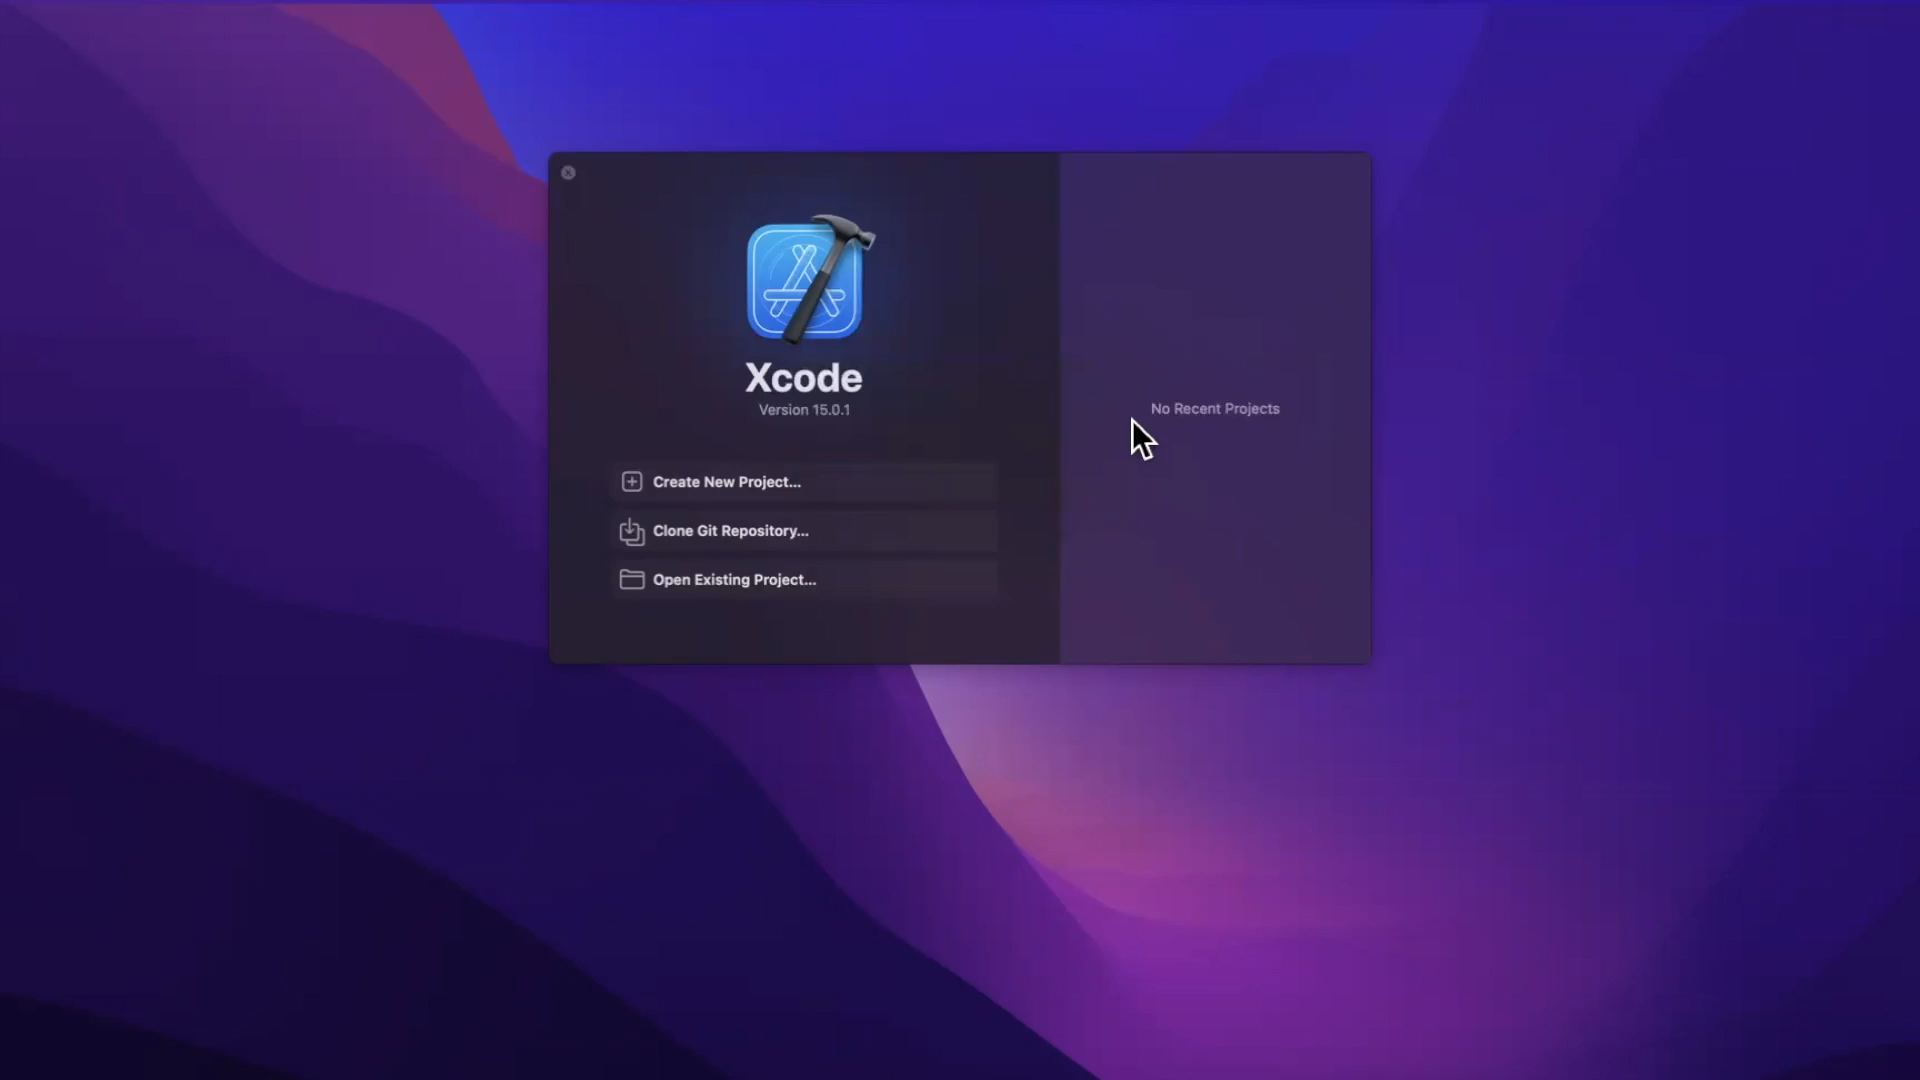 Xcode
Version 15.0.1
Create New Project...
Clone Git Repository...
Open Existing Project...
No Recent Projects